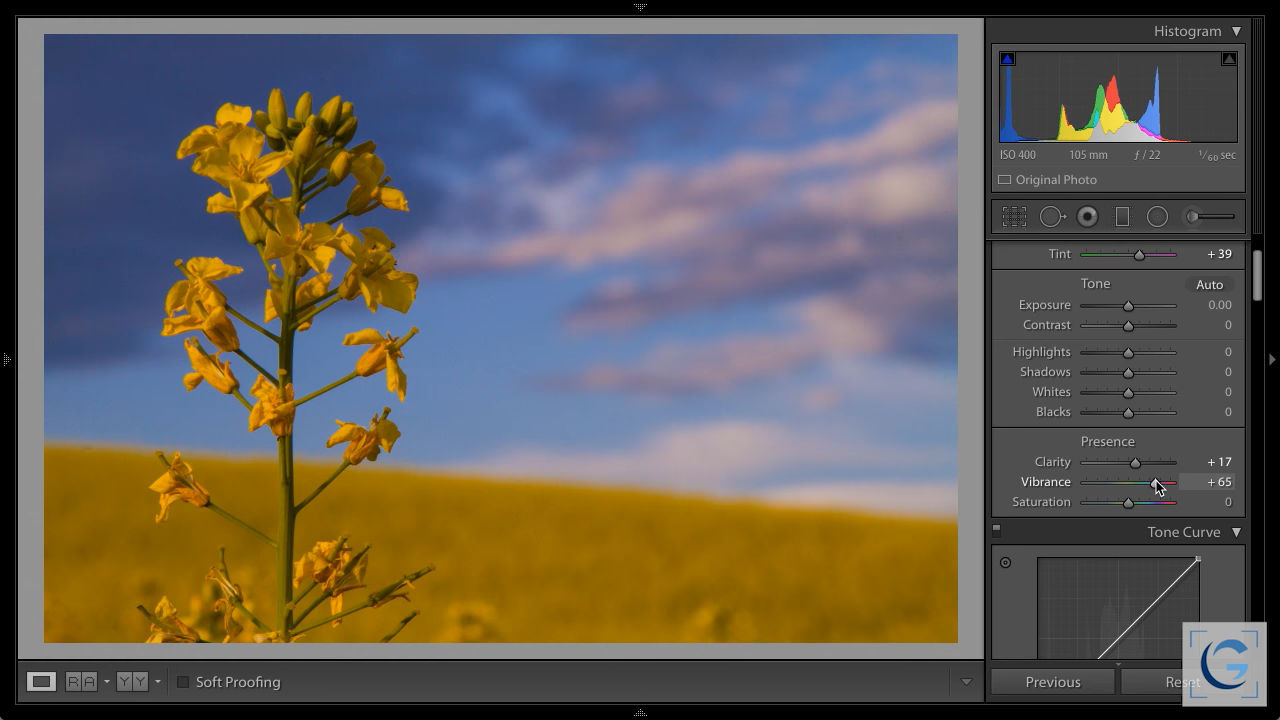 Histogram
ISO 400 105 mm ƒ / 22 1/60 sec
Original Photo
Tint + 39
Tone Auto
Exposure 0.00
Contrast 0
Highlights 0
Shadows 0
Whites 0
Blacks 0
Presence
Clarity + 17
Vibrance + 65
Saturation 0
Tone Curve
R A Y Y Soft Proofing
Previous Reset
G